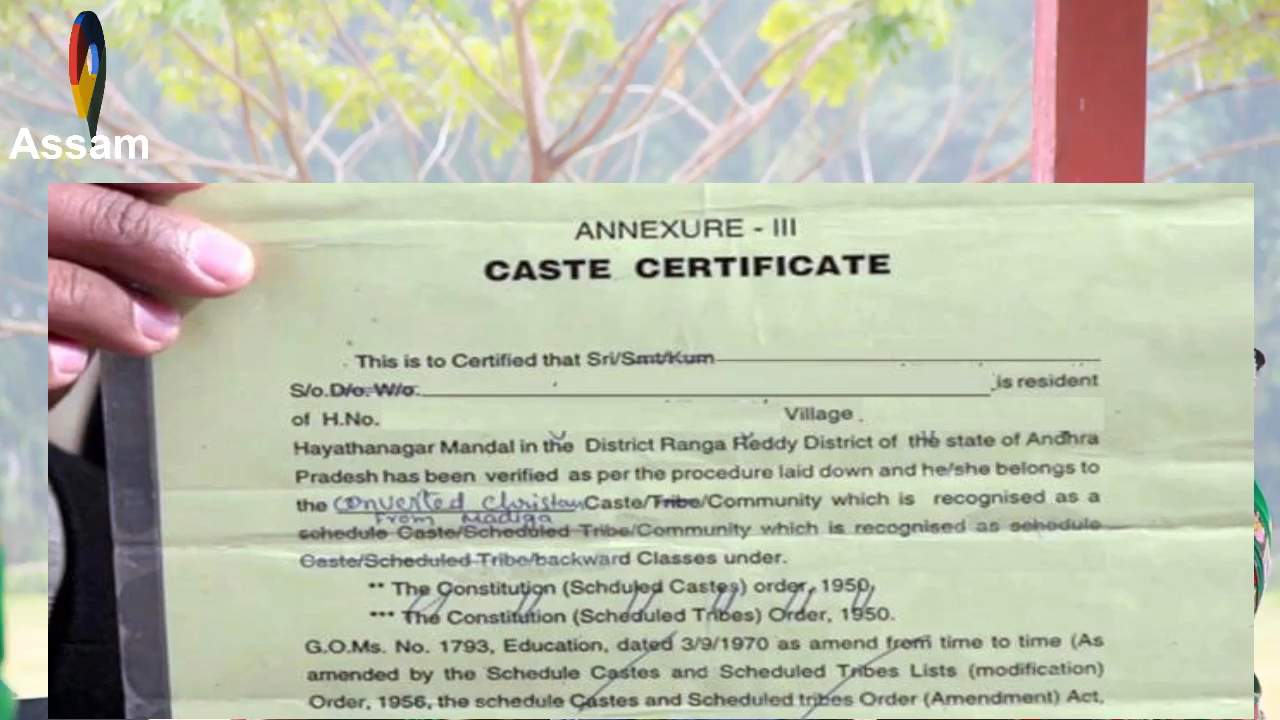 Assam
ANNEXURE - III
CASTE CERTIFICATE
This is to Certified that Sri/Smt/Kum
S/o.D/o. W/o. is resident
of H.No. Village
Hayathanagar Mandal in the District Ranga Reddy District of the state of Andhra
Pradesh has been verified as per the procedure laid down and he/she belongs to
the Converted Christan Caste/Tribe/Community which is recognised as a
from Madiga
schedule Caste/Scheduled Tribe/Community which is recognised as schedule
Caste/Scheduled Tribe/backward Classes under.
** The Constitution (Schduled Castes) order, 1950,
*** The Constitution (Scheduled Tribes) Order, 1950.
G.O.Ms. No. 1793, Education, dated 3/9/1970 as amend from time to time (As
amended by the Schedule Castes and Scheduled Tribes Lists (modification)
Order, 1956, the schedule Castes and Scheduled tribes Order (Amendment) Act,